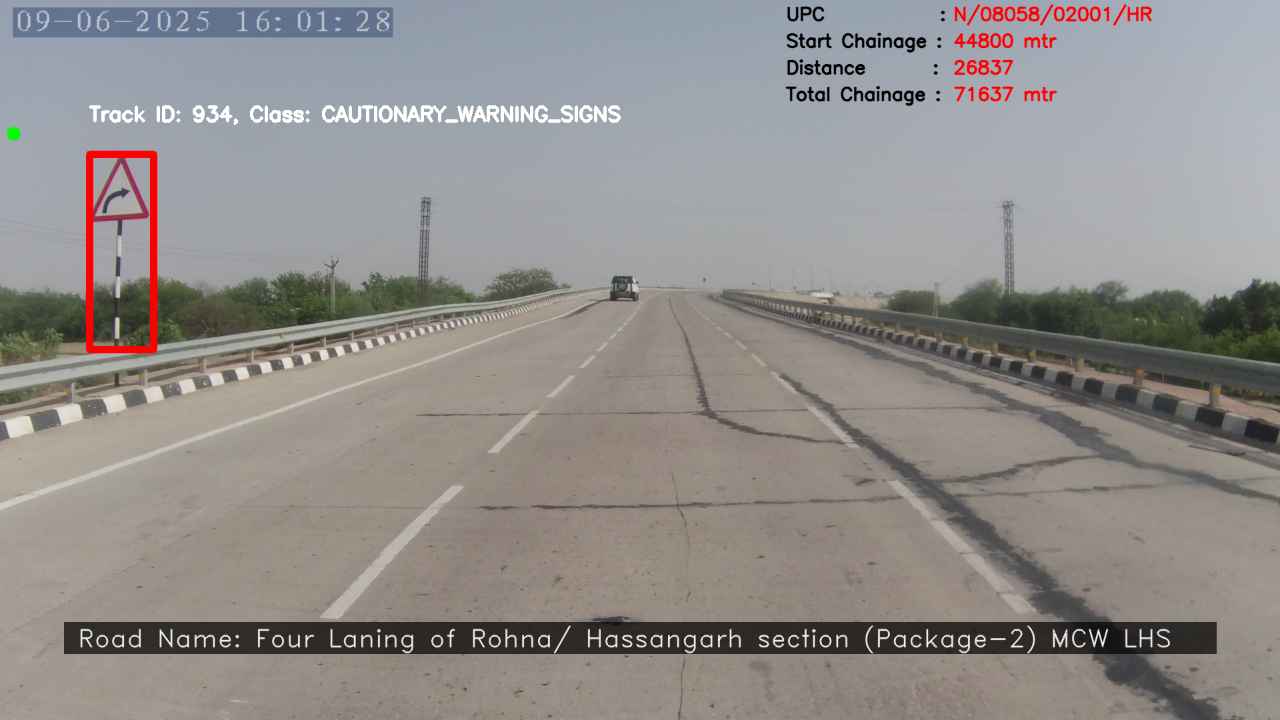 09-06-2025 16:01:28
UPC : N/08058/02001/HR
Start Chainage : 44800 mtr
Distance : 26837
Total Chainage : 71637 mtr
Track ID: 934, Class: CAUTIONARY_WARNING_SIGNS
Road Name: Four Laning of Rohna/ Hassangarh section (Package-2) MCW LHS